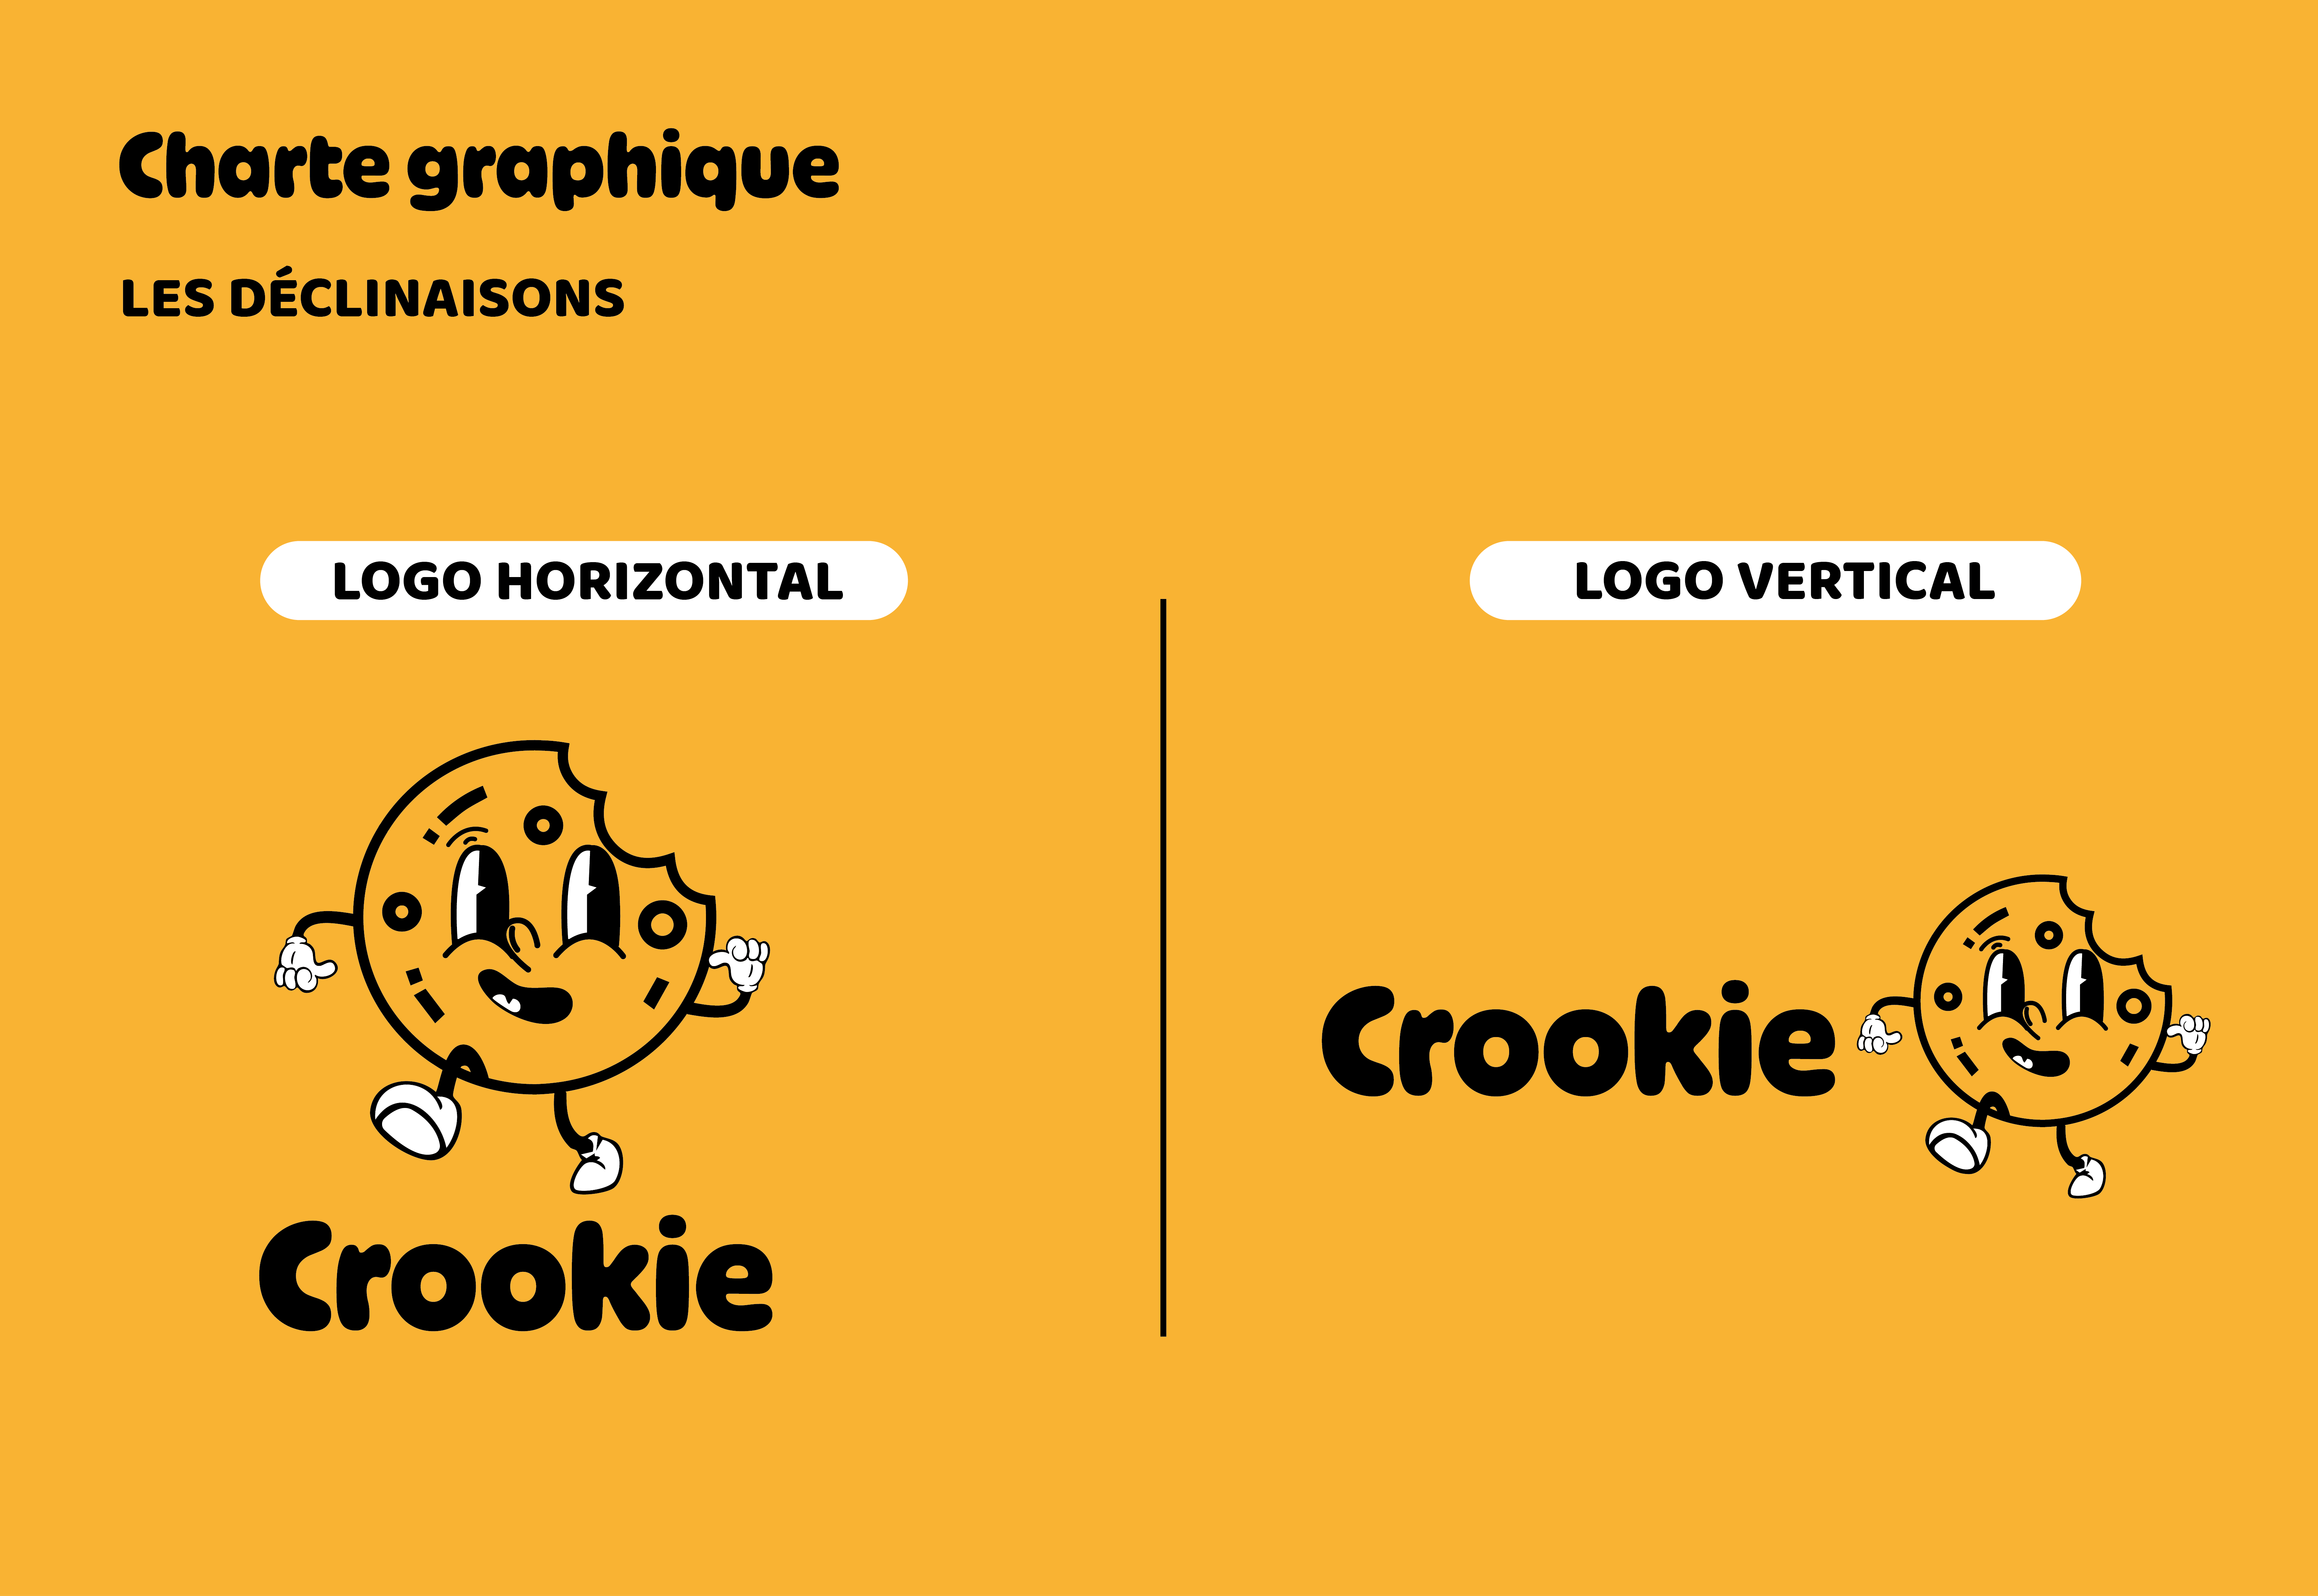 Charte graphique
LES DÉCLINAISONS
LOGO HORIZONTAL
Crookie
LOGO VERTICAL
Crookie